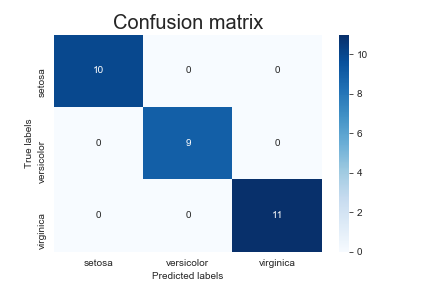 Confusion matrix
True labels
setosa
versicolor
virginica
10 0 0
0 9 0
0 0 11
setosa versicolor virginica
Predicted labels
10
8
6
4
2
0